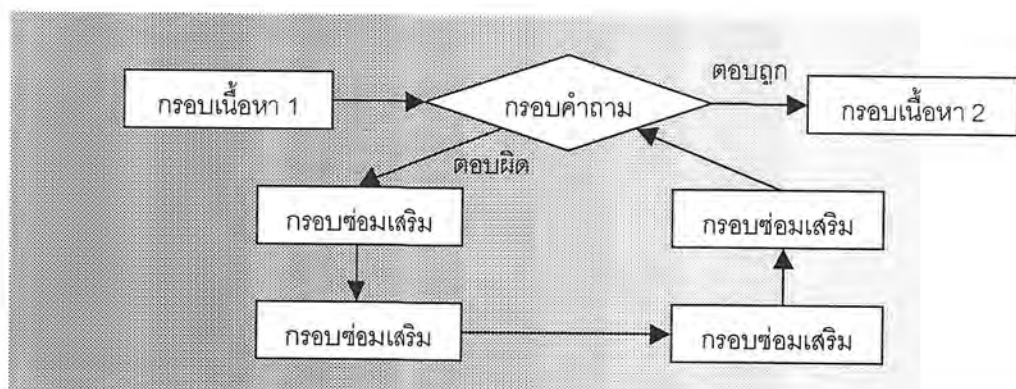 กรอบเนื้อหา 1
กรอบคำถาม
ตอบถูก
กรอบเนื้อหา 2
ตอบผิด
กรอบซ่อมเสริม
กรอบซ่อมเสริม
กรอบซ่อมเสริม
กรอบซ่อมเสริม